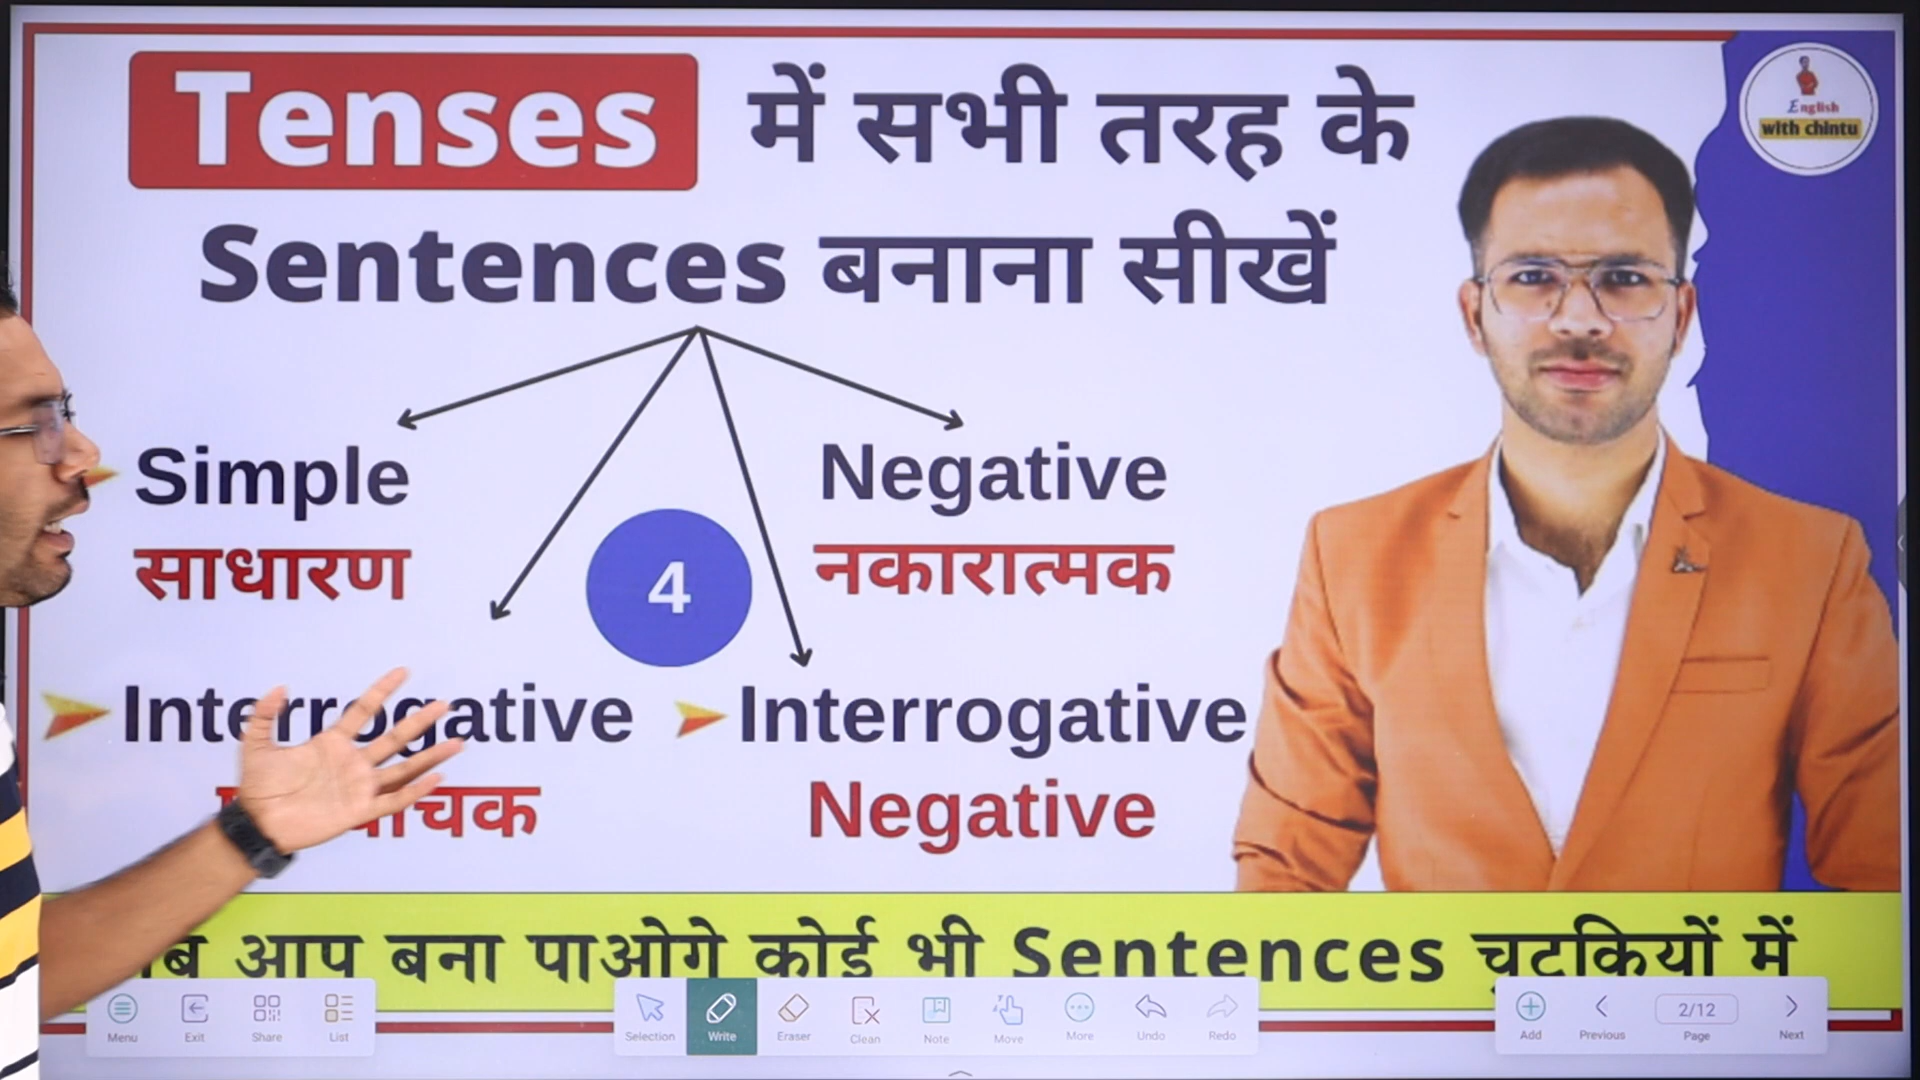 Tenses में सभी तरह के
Sentences बनाना सीखें
English
with chintu
Simple
साधारण
Negative
नकारात्मक
4
Interrogative
Interrogative
Negative
आप बना पाओगे कोई भी Sentences चुटकियों में
Menu
Exit
Share
List
Selection
Write
Eraser
Clean
Note
Move
More
Undo
Redo
Add
Previous
2/12
Page
Next